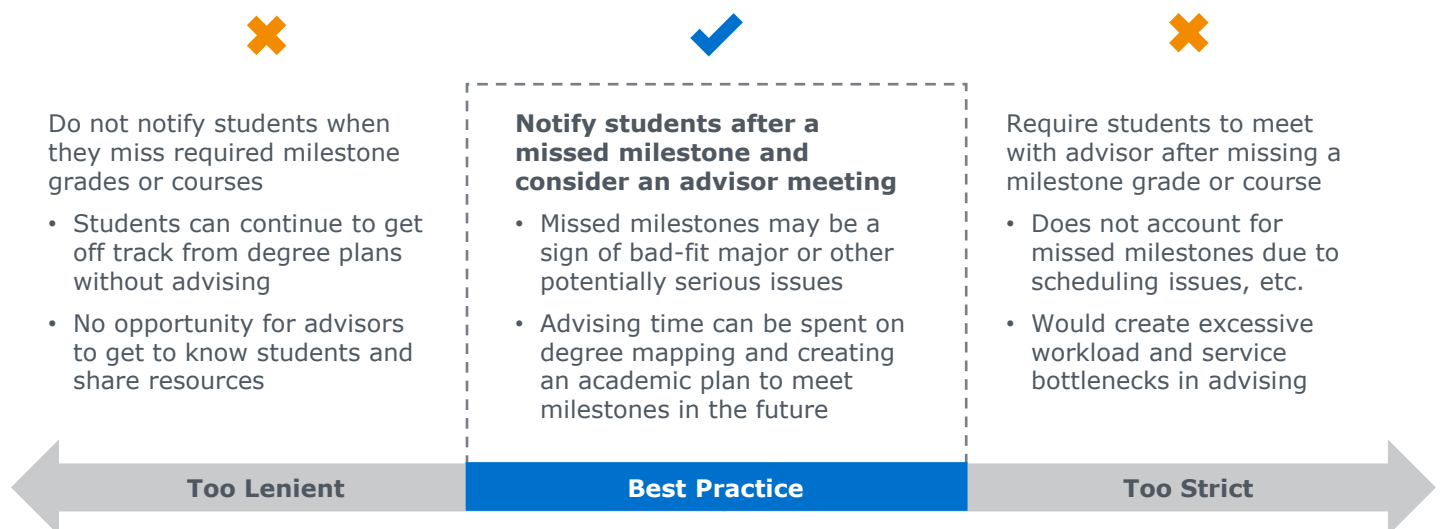 Do not notify students when
they miss required milestone
grades or courses
• Students can continue to get
off track from degree plans
without advising
• No opportunity for advisors
to get to know students and
share resources
Notify students after a
missed milestone and
consider an advisor meeting
• Missed milestones may be a
sign of bad-fit major or other
potentially serious issues
• Advising time can be spent on
degree mapping and creating
an academic plan to meet
milestones in the future
Require students to meet
with advisor after missing a
milestone grade or course
• Does not account for
missed milestones due to
scheduling issues, etc.
• Would create excessive
workload and service
bottlenecks in advising
Too Lenient
Best Practice
Too Strict